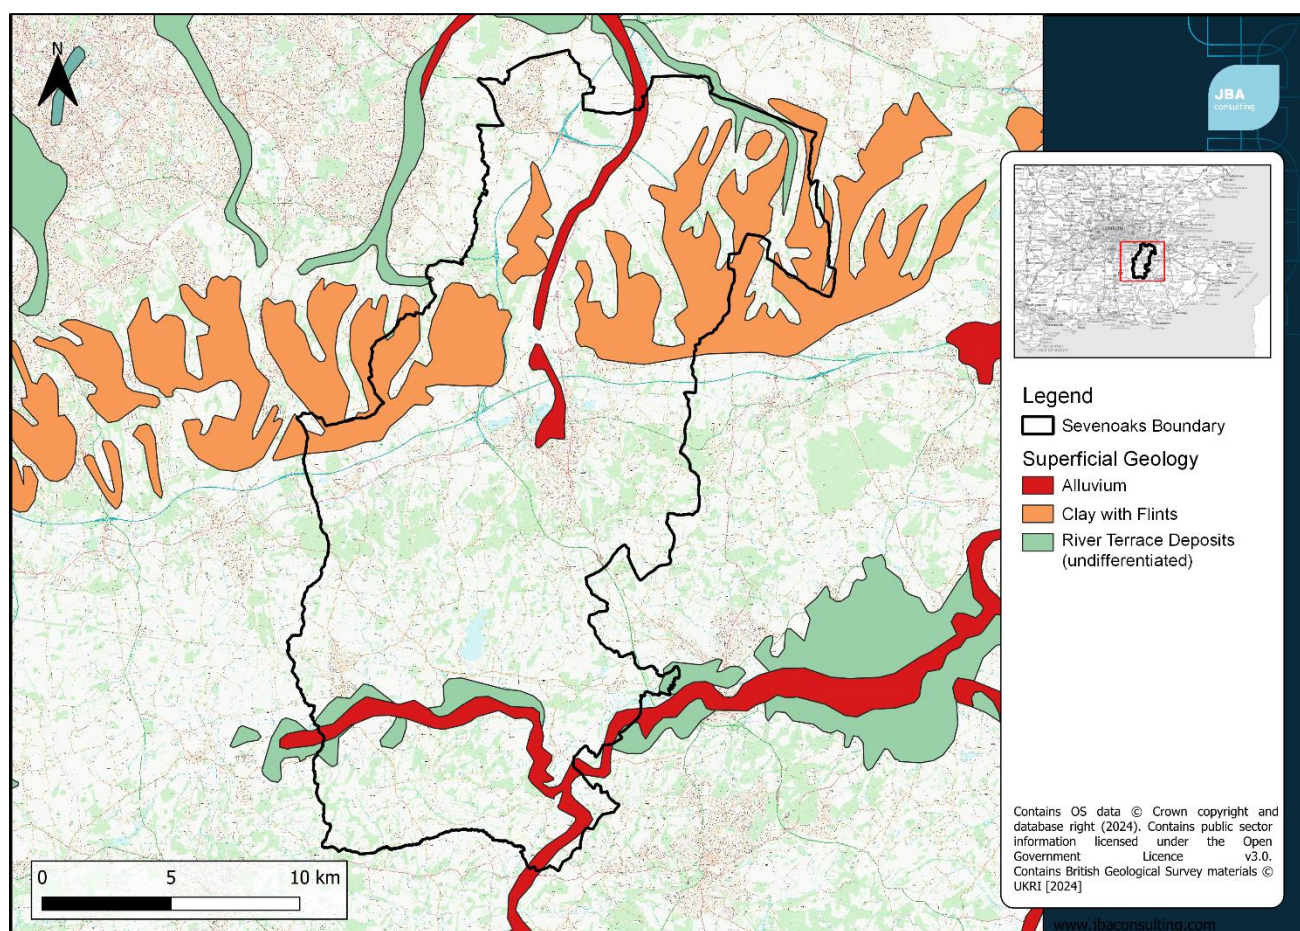 N
JBA
consulting
Legend
Sevenoaks Boundary
Superficial Geology
Alluvium
Clay with Flints
River Terrace Deposits
(undifferentiated)
Contains OS data © Crown copyright and
database right (2024). Contains public sector
information licensed under the Open
Government Licence v3.0.
Contains British Geological Survey materials ©
UKRI [2024]
0 5 10 km
www.jbaconsulting.com